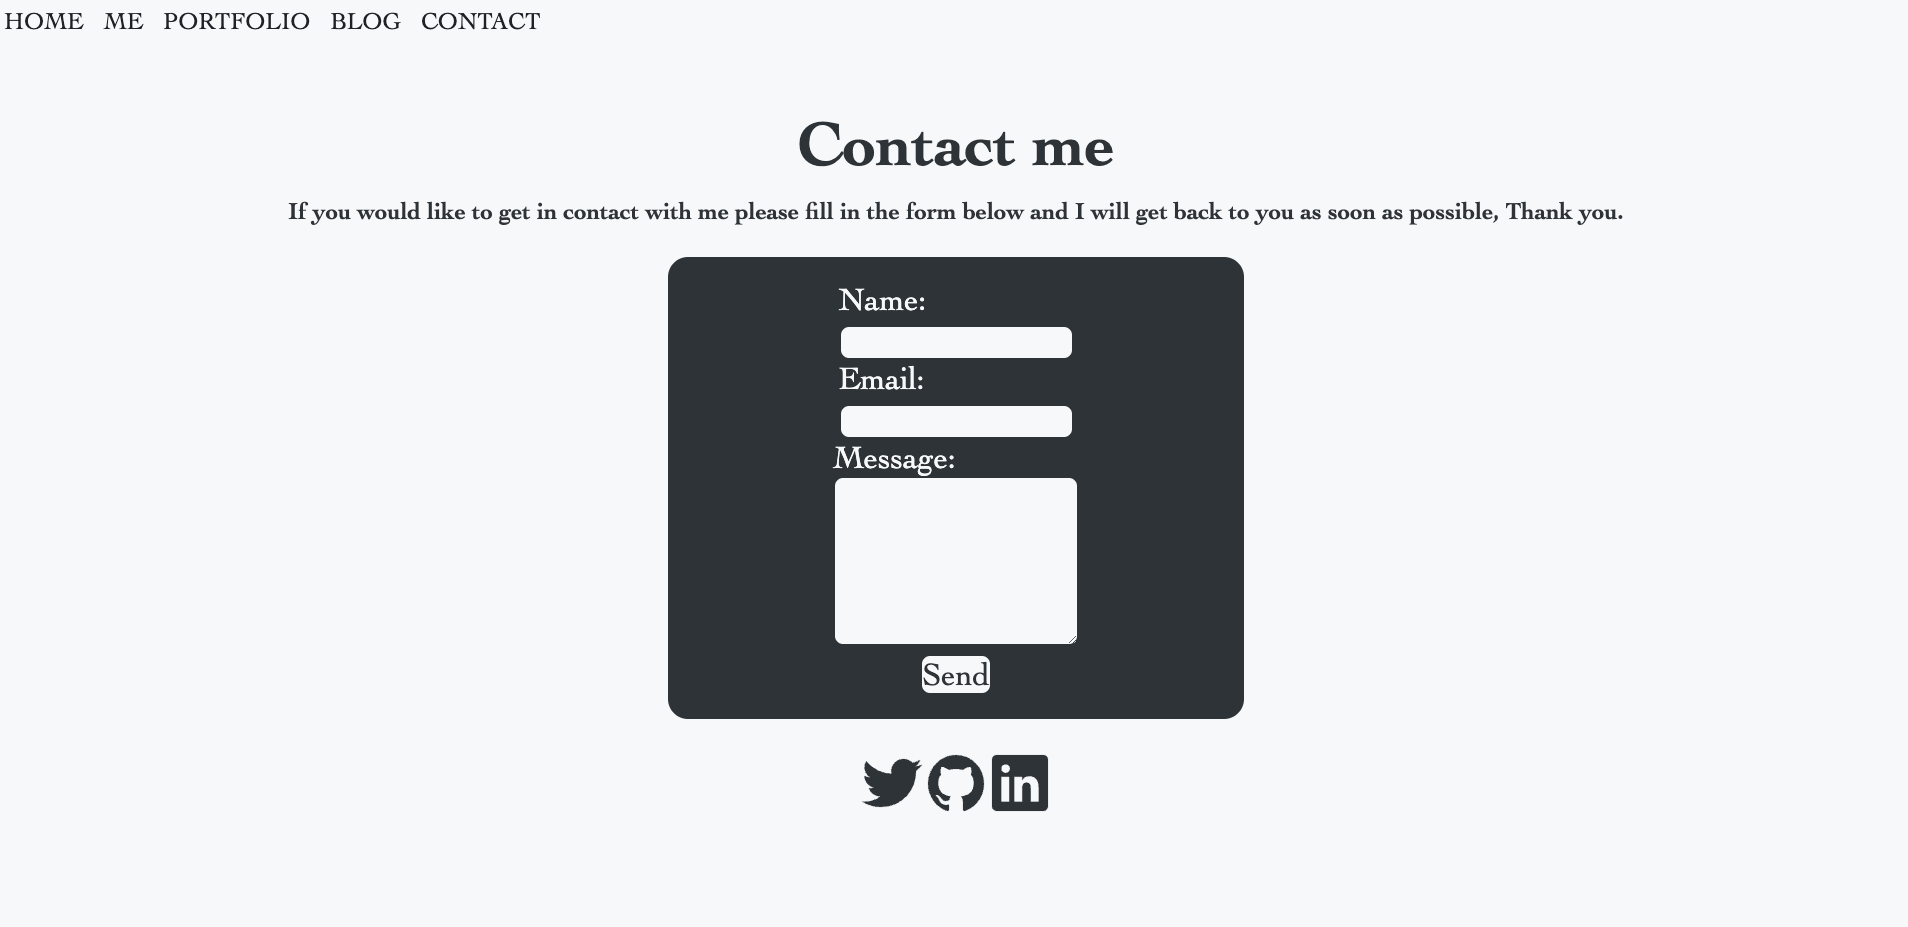 HOME ME PORTFOLIO BLOG CONTACT
Contact me
If you would like to get in contact with me please fill in the form below and I will get back to you as soon as possible, Thank you.
Name:
Email:
Message:
Send
in